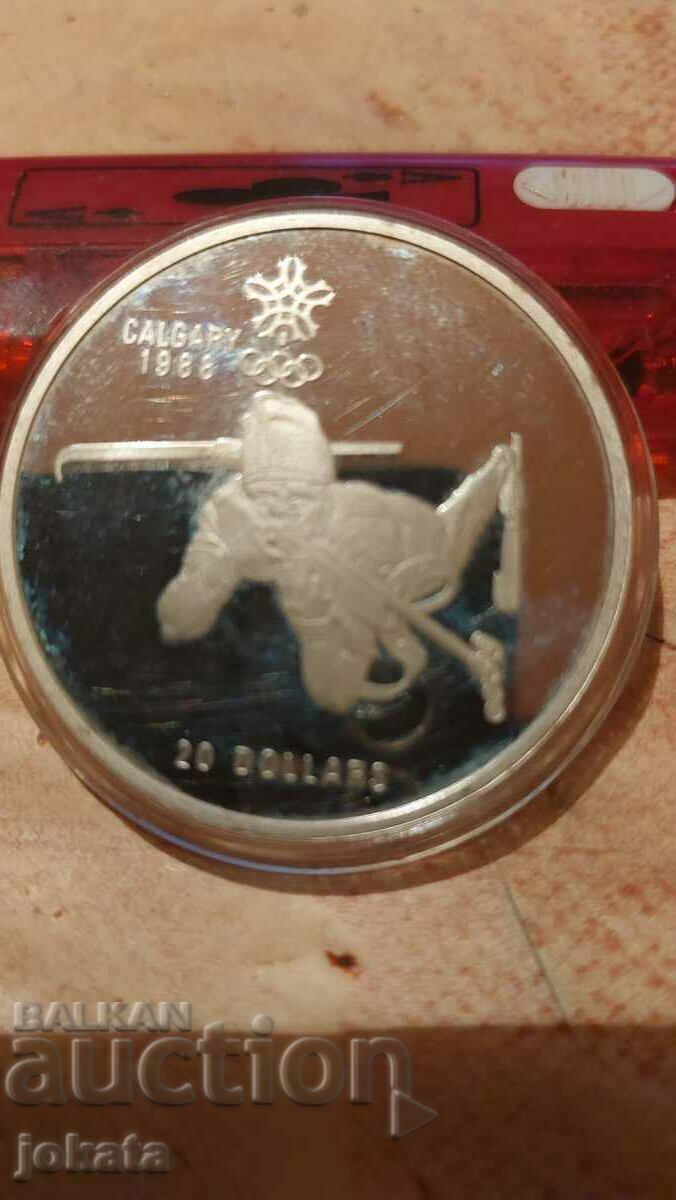 CALGARY
1988
20 DOLLARS
BALKAN
auction
jokata